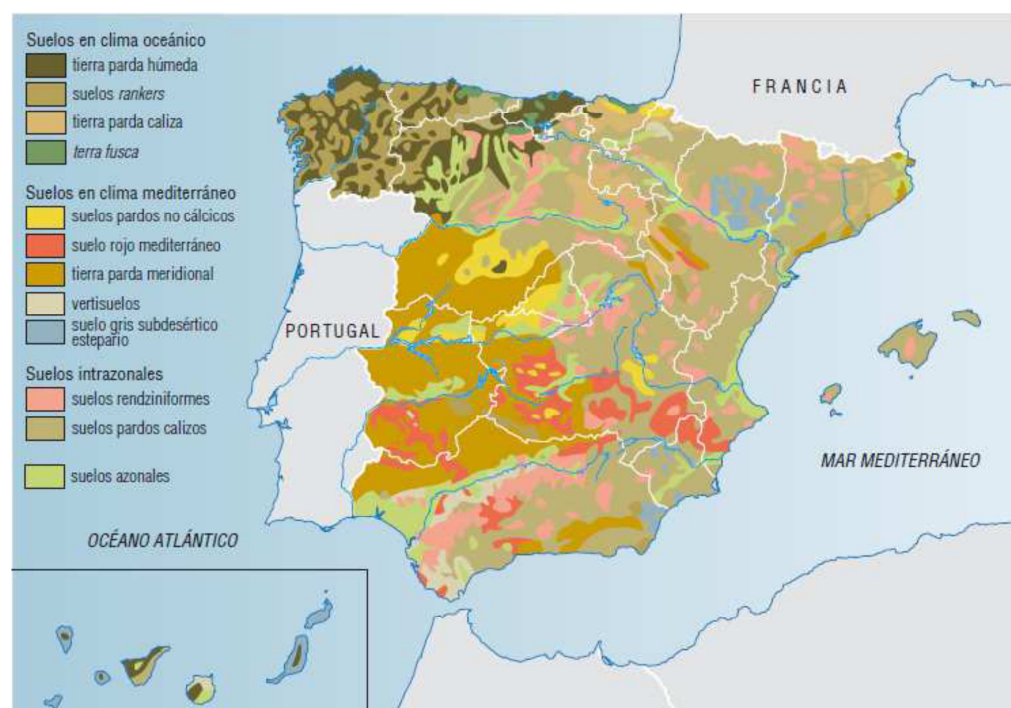 Suelos en clima oceánico
tierra parda húmeda
suelos rankers
tierra parda caliza
terra fusca
Suelos en clima mediterráneo
suelos pardos no cálcicos
suelo rojo mediterráneo
tierra parda meridional
vertisuelos
suelo gris subdesértico
estepario
Suelos intrazonales
suelos rendziniformes
suelos pardos calizos
suelos azonales
FRANCIA
PORTUGAL
MAR MEDITERRÁNEO
OCÉANO ATLÁNTICO